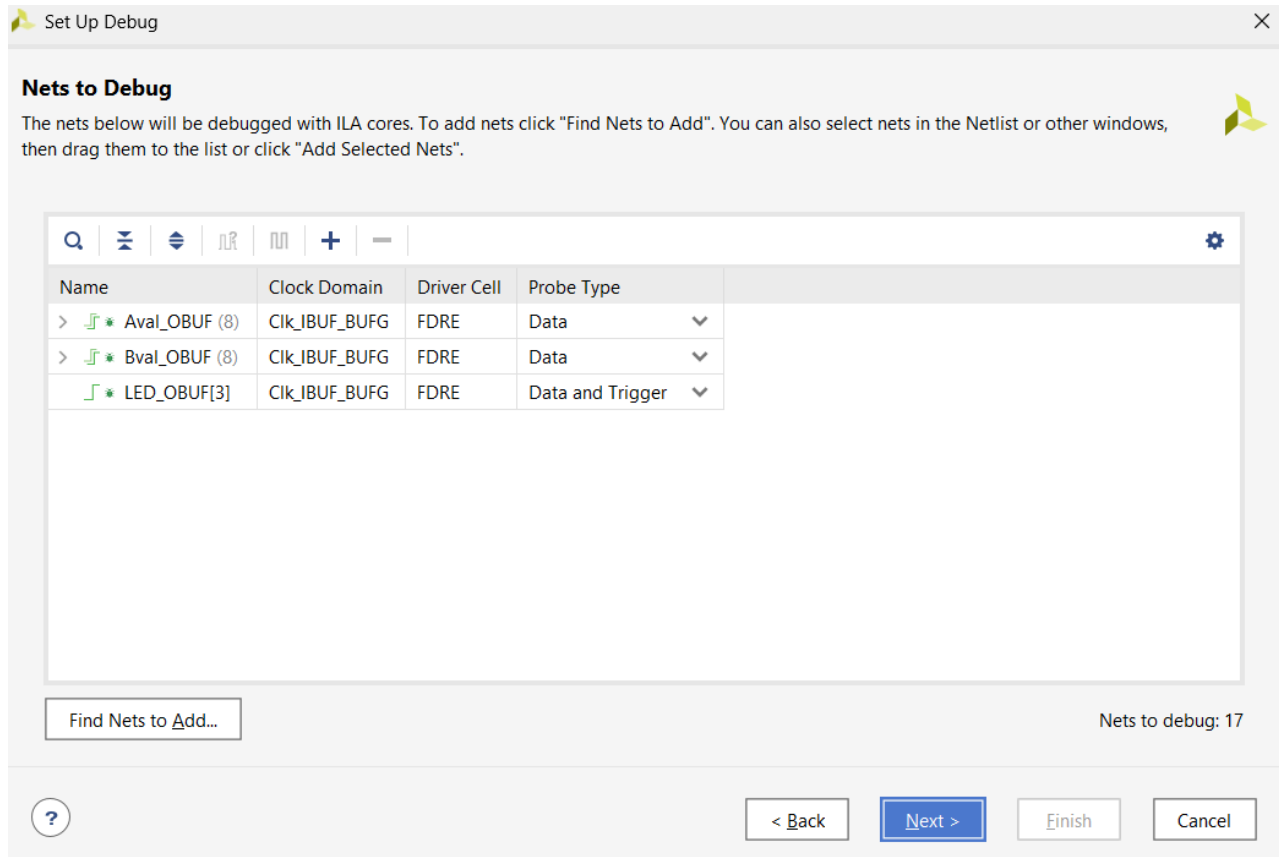 Set Up Debug
Nets to Debug
The nets below will be debugged with ILA cores. To add nets click "Find Nets to Add". You can also select nets in the Netlist or other windows,
then drag them to the list or click "Add Selected Nets".
Name Clock Domain Driver Cell Probe Type
Aval_OBUF (8) Clk_IBUF_BUFG FDRE Data
Bval_OBUF (8) Clk_IBUF_BUFG FDRE Data
LED_OBUF[3] Clk_IBUF_BUFG FDRE Data and Trigger
Find Nets to Add... Nets to debug: 17
? < Back Next > Finish Cancel